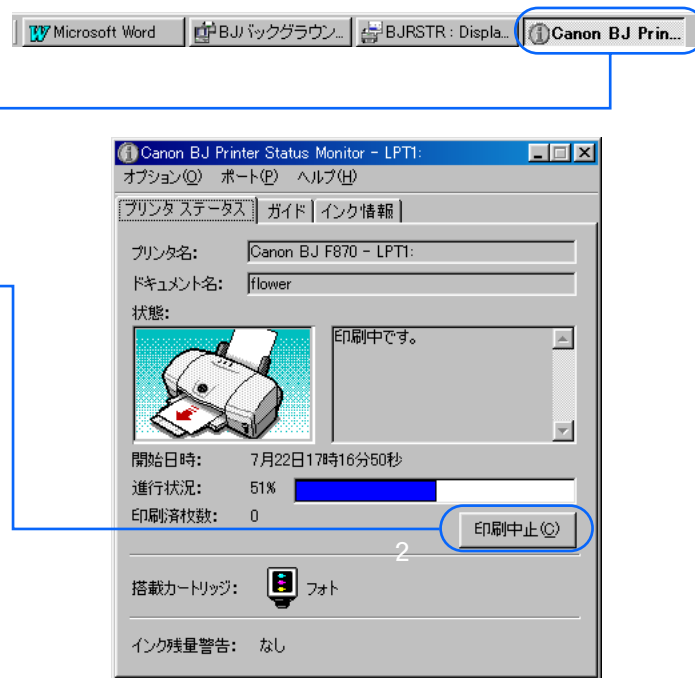 Microsoft Word BJバックグラウン... BJRSTR : Displa... Canon BJ Prin...
Canon BJ Printer Status Monitor - LPT1:
オプション(O) ポート(P) ヘルプ(H)
プリンタ ステータス ガイド インク情報
プリンタ名: Canon BJ F870 - LPT1:
ドキュメント名: flower
状態:
印刷中です。
開始日時: 7月22日17時16分50秒
進行状況: 51%
印刷済枚数: 0
印刷中止(C)
2
搭載カートリッジ: フォト
インク残量警告: なし